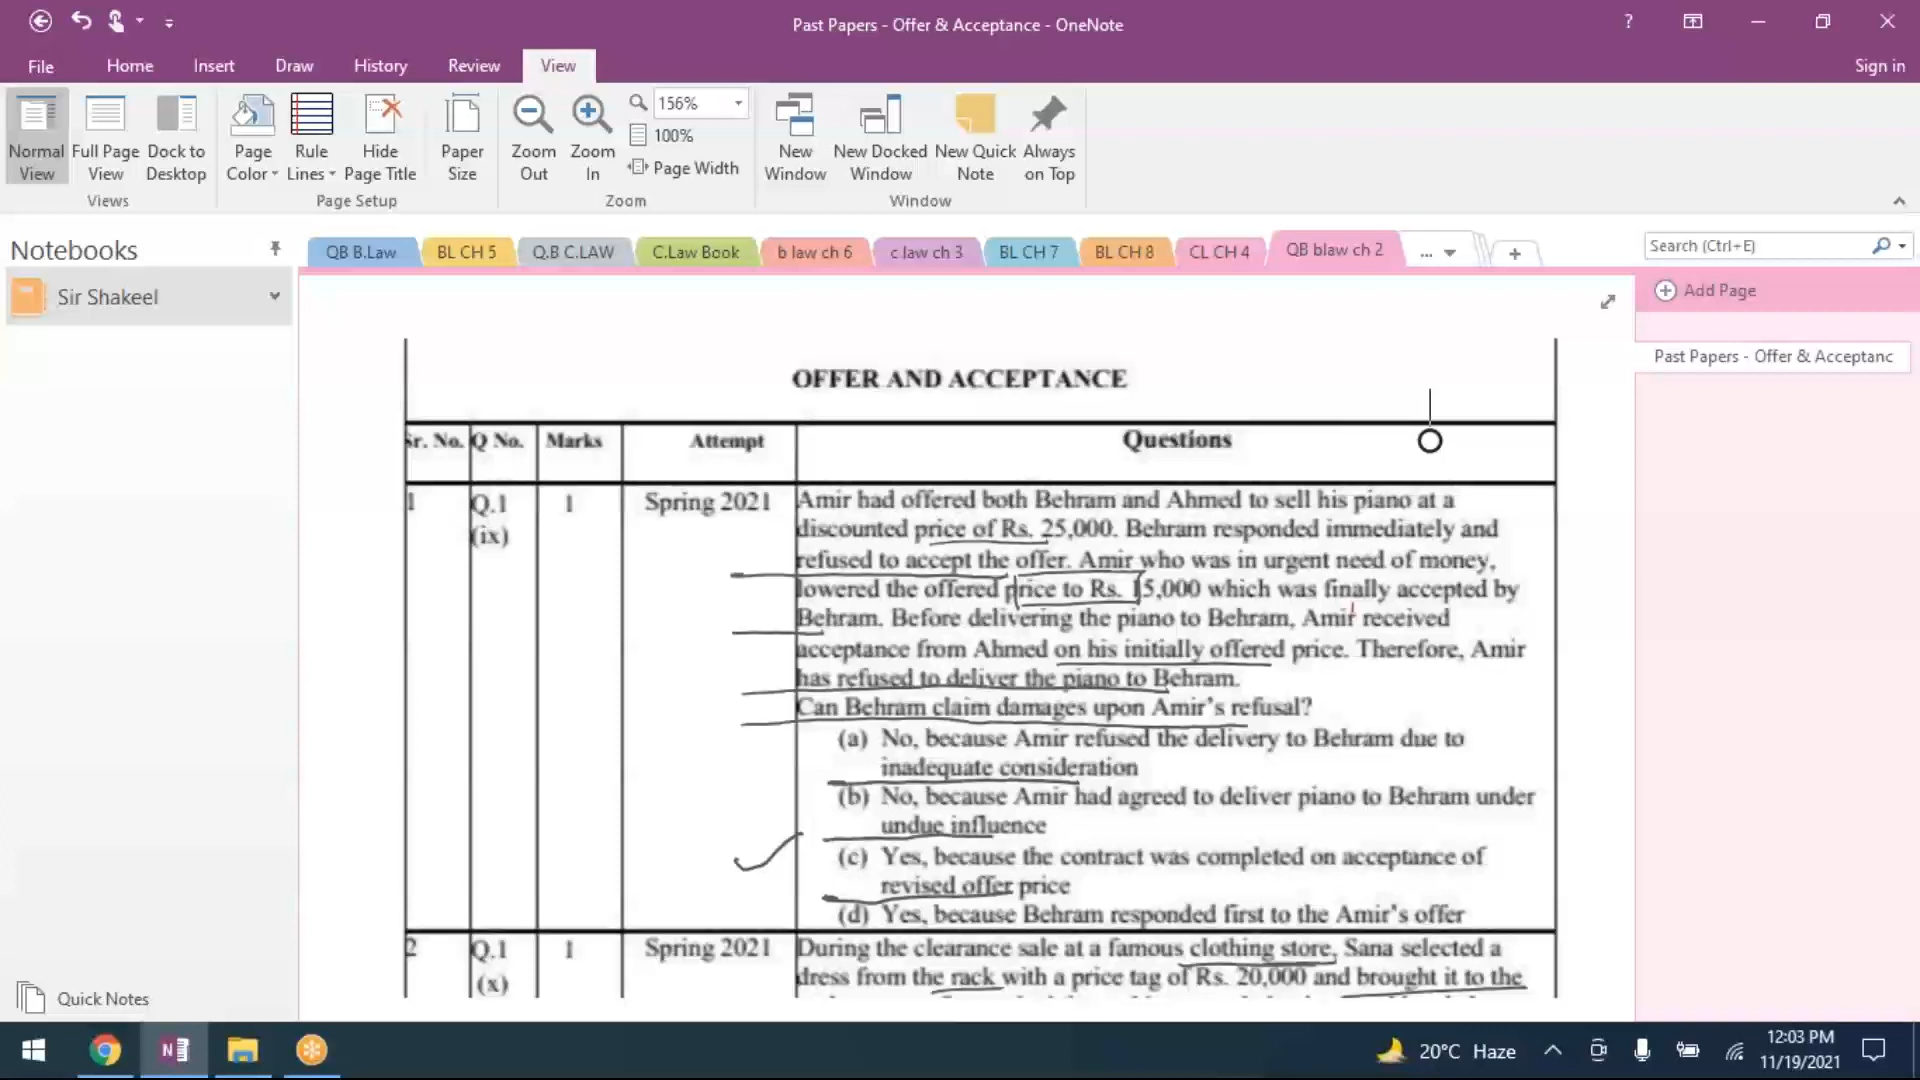 Past Papers - Offer & Acceptance - OneNote
?
File Home Insert Draw History Review View
Sign in
Normal View
Full Page View
Dock to Desktop
Views
Page Color
Rule Lines
Hide Page Title
Paper Size
Page Setup
Zoom Out
Zoom In
156%
100%
Page Width
Zoom
New Window
New Docked Window
New Quick Note
Always on Top
Window
Notebooks
Sir Shakeel
QB B.Law BL CH 5 Q.B C.LAW C.Law Book b law ch 6 c law ch 3 BL CH 7 BL CH 8 CL CH 4 QB blaw ch 2 ... +
Search (Ctrl+E)
Add Page
Past Papers - Offer & Acceptanc
OFFER AND ACCEPTANCE
Sr. No. Q No. Marks Attempt Questions
1 Q.1 (ix) 1 Spring 2021
Amir had offered both Behram and Ahmed to sell his piano at a
discounted price of Rs. 25,000. Behram responded immediately and
refused to accept the offer. Amir who was in urgent need of money,
lowered the offered price to Rs. 15,000 which was finally accepted by
Behram. Before delivering the piano to Behram, Amir received
acceptance from Ahmed on his initially offered price. Therefore, Amir
has refused to deliver the piano to Behram.
Can Behram claim damages upon Amir's refusal?
(a) No, because Amir refused the delivery to Behram due to
inadequate consideration
(b) No, because Amir had agreed to deliver piano to Behram under
undue influence
(c) Yes, because the contract was completed on acceptance of
revised offer price
(d) Yes, because Behram responded first to the Amir's offer
2 Q.1 (x) 1 Spring 2021
During the clearance sale at a famous clothing store, Sana selected a
dress from the rack with a price tag of Rs. 20,000 and brought it to the
Quick Notes
N
20°C Haze
12:03 PM
11/19/2021